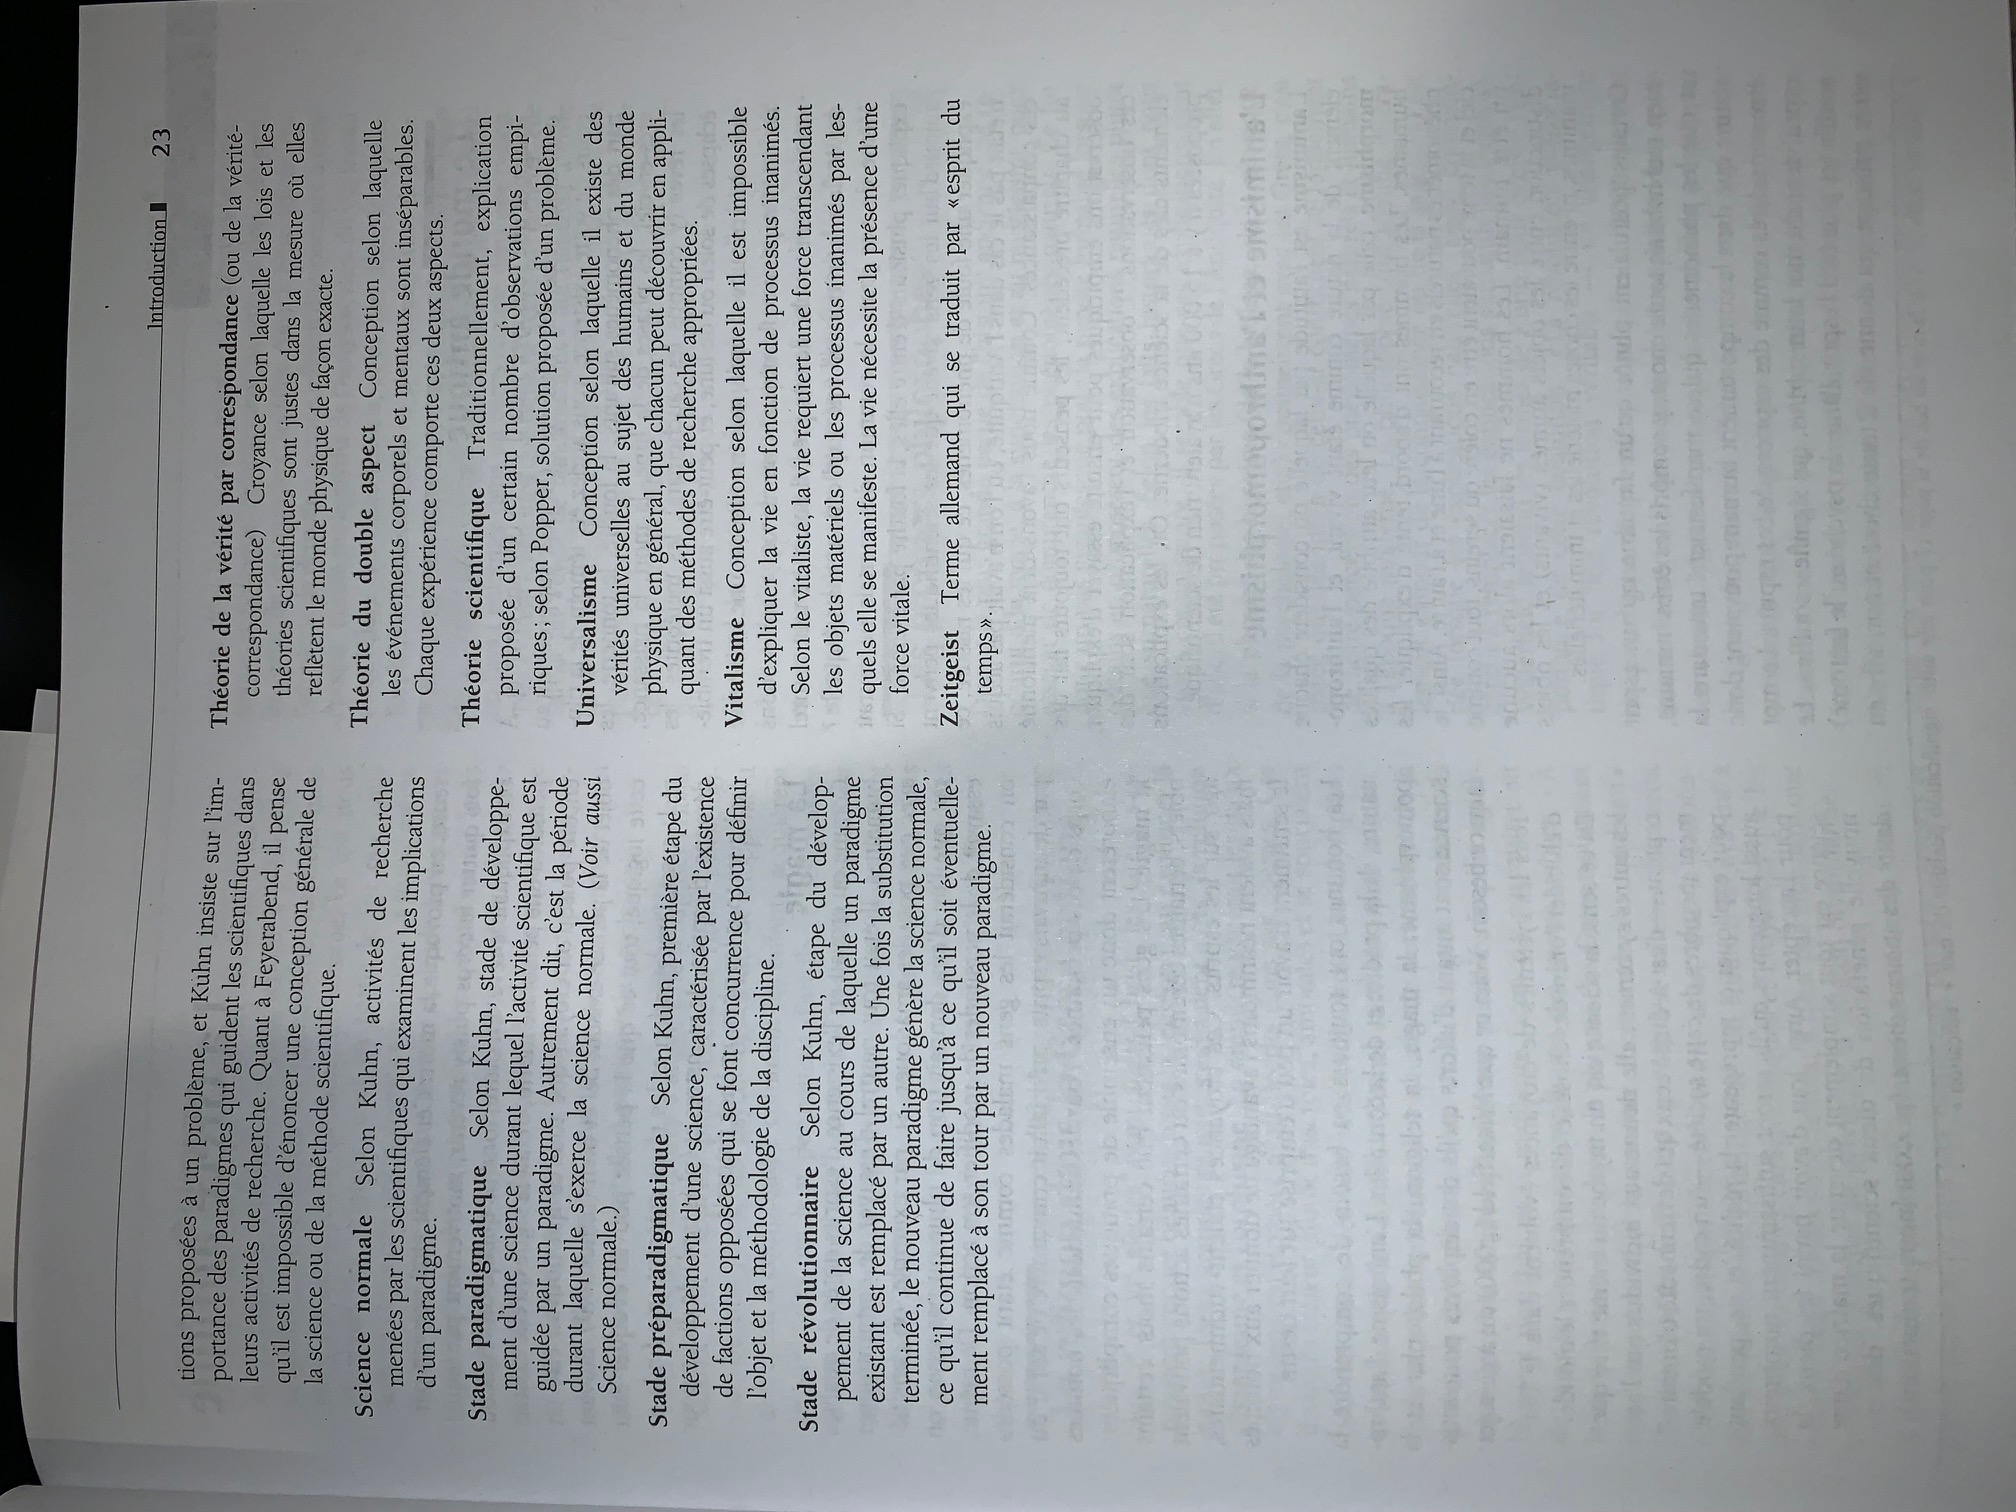 Introduction 23
tions proposées à un problème, et Kuhn insiste sur l'im-
portance des paradigmes qui guident les scientifiques dans
leurs activités de recherche. Quant à Feyerabend, il pense
qu'il est impossible d'énoncer une conception générale de
la science ou de la méthode scientifique.
Science normale Selon Kuhn, activités de recherche
menées par les scientifiques qui examinent les implications
d'un paradigme.
Stade paradigmatique Selon Kuhn, stade de développe-
ment d'une science durant lequel l'activité scientifique est
guidée par un paradigme. Autrement dit, c'est la période
durant laquelle s'exerce la science normale. (Voir aussi
Science normale.)
Stade préparadigmatique Selon Kuhn, première étape du
développement d'une science, caractérisée par l'existence
de factions opposées qui se font concurrence pour définir
l'objet et la méthodologie de la discipline.
Stade révolutionnaire Selon Kuhn, étape du dévelop-
pement de la science au cours de laquelle un paradigme
existant est remplacé par un autre. Une fois la substitution
terminée, le nouveau paradigme génère la science normale,
ce qu'il continue de faire jusqu'à ce qu'il soit éventuelle-
ment remplacé à son tour par un nouveau paradigme.
Théorie de la vérité par correspondance (ou de la vérité-
correspondance) Croyance selon laquelle les lois et les
théories scientifiques sont justes dans la mesure où elles
reflètent le monde physique de façon exacte.
Théorie du double aspect Conception selon laquelle
les événements corporels et mentaux sont inséparables.
Chaque expérience comporte ces deux aspects.
Théorie scientifique Traditionnellement, explication
proposée d'un certain nombre d'observations empi-
riques ; selon Popper, solution proposée d'un problème.
Universalisme Conception selon laquelle il existe des
vérités universelles au sujet des humains et du monde
physique en général, que chacun peut découvrir en appli-
quant des méthodes de recherche appropriées.
Vitalisme Conception selon laquelle il est impossible
d'expliquer la vie en fonction de processus inanimés.
Selon le vitaliste, la vie requiert une force transcendant
les objets matériels ou les processus inanimés par les-
quels elle se manifeste. La vie nécessite la présence d'une
force vitale.
Zeitgeist Terme allemand qui se traduit par « esprit du
temps ».